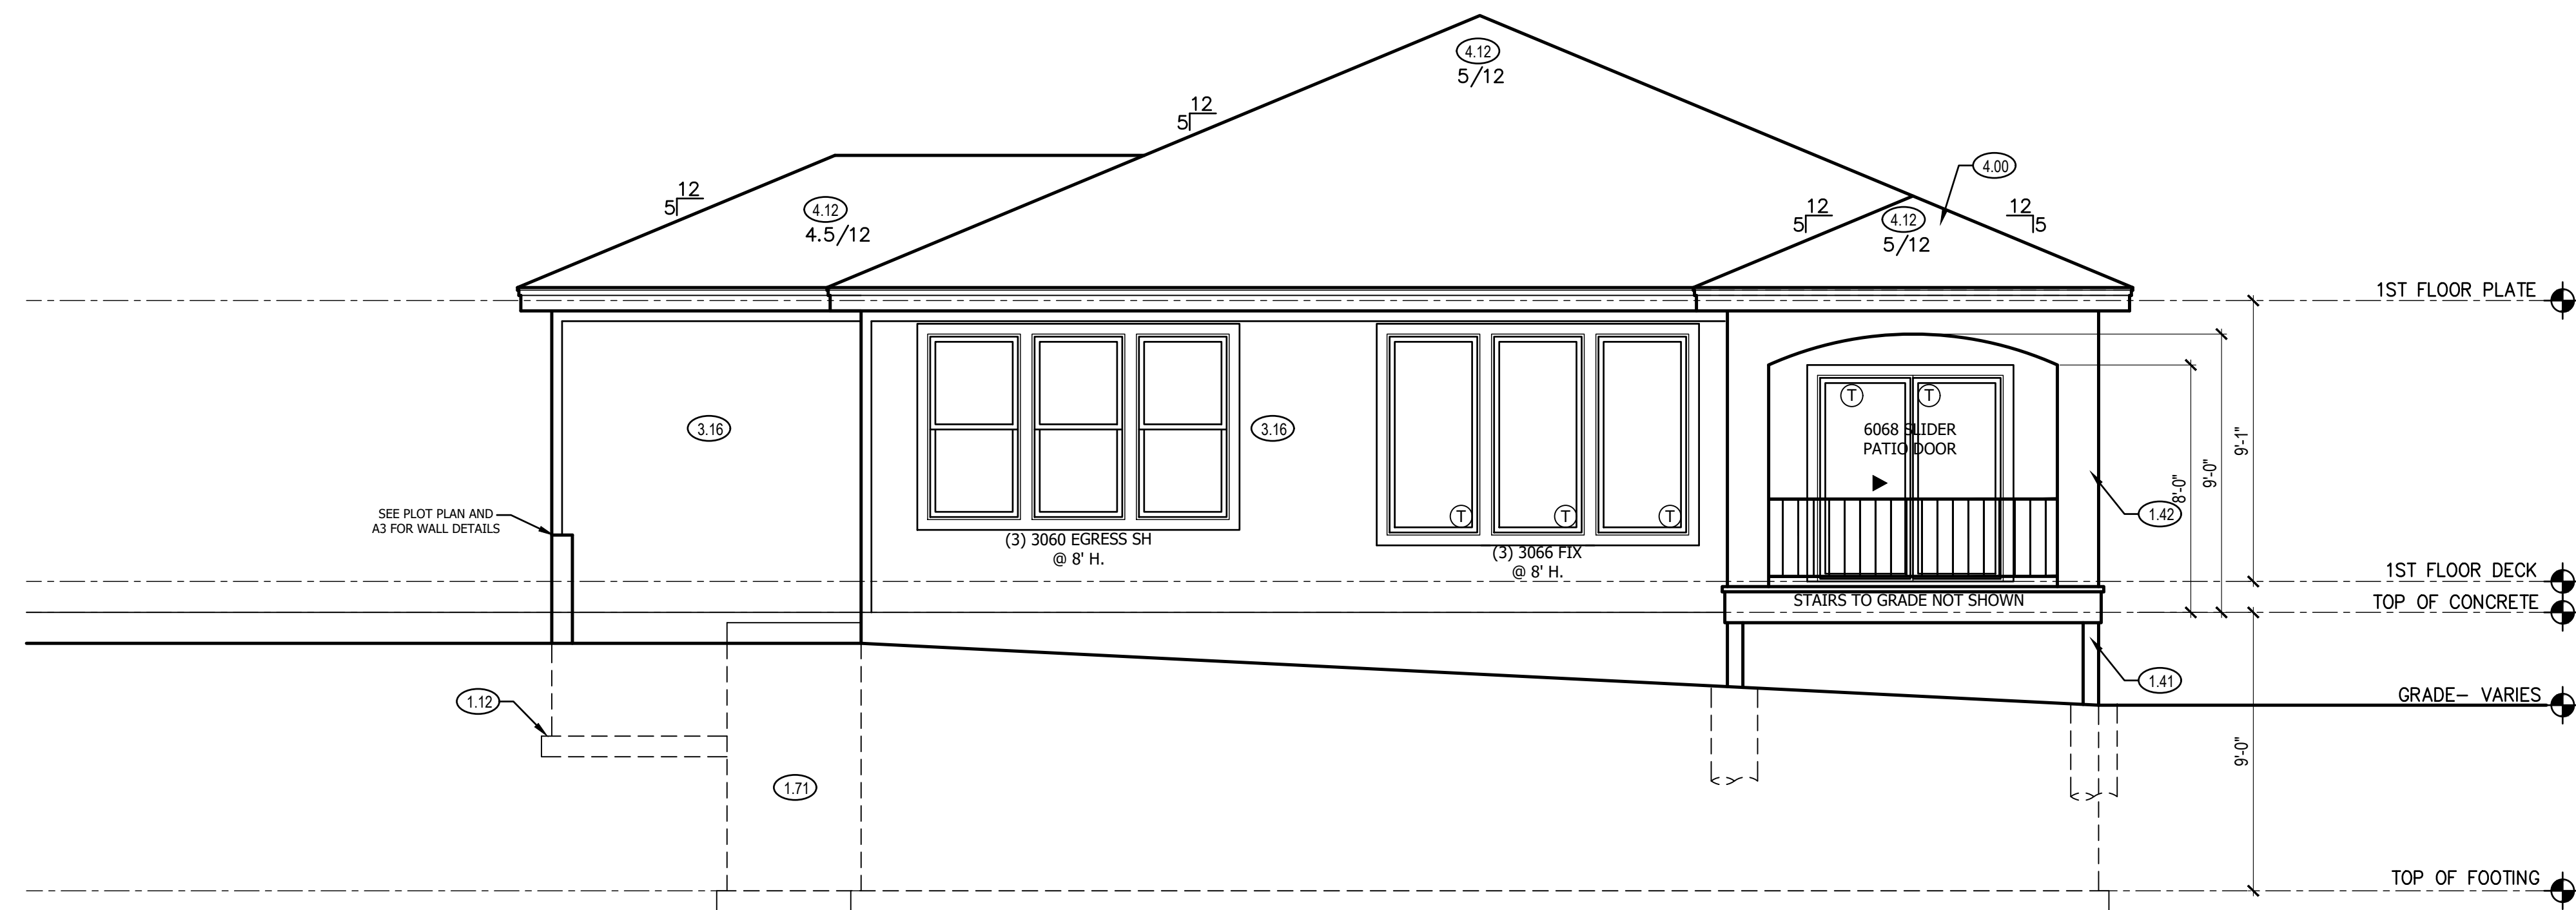 4.12
5/12
12
5
12
5
4.12
4.5/12
4.00
12
5
4.12
5/12
12
5
1ST FLOOR PLATE
3.16
3.16
T
T
6068 SLIDER
PATIO DOOR
9'-1"
9'-0"
8'-0"
SEE PLOT PLAN AND
A3 FOR WALL DETAILS
T
T
T
1.42
(3) 3060 EGRESS SH
@ 8' H.
(3) 3066 FIX
@ 8' H.
1ST FLOOR DECK
STAIRS TO GRADE NOT SHOWN
TOP OF CONCRETE
1.41
1.12
GRADE- VARIES
9'-0"
1.71
TOP OF FOOTING